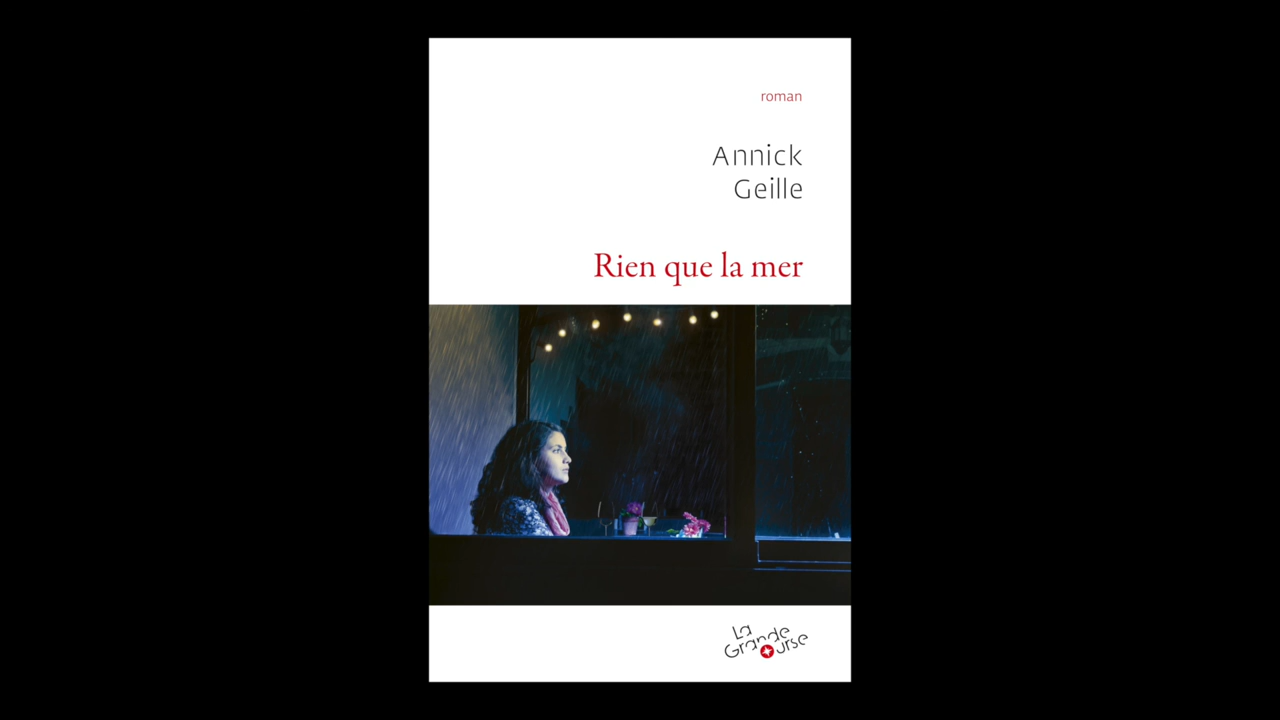 roman
Annick
Geille
Rien que la mer
La
Grande
Ourse